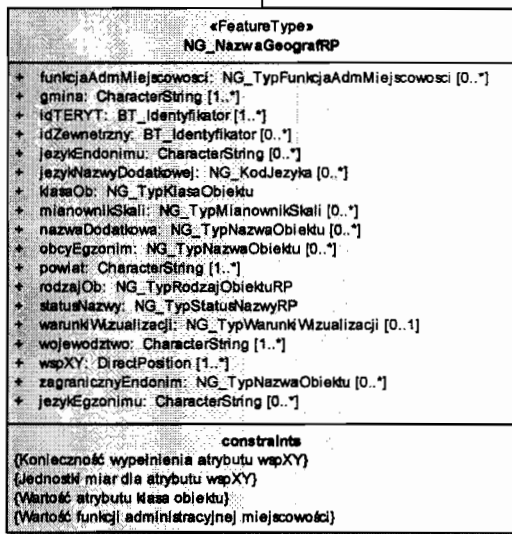 «FeatureType»
NG_NazwaGeografRP
+ funkcjaAdmMiejscowosci: NG_TypFunkcjaAdmMiejscowosci [0..*]
+ gmina: CharacterString [1..*]
+ idTERYT: BT_Identyfikator [1..*]
+ idZewnetrzny: BT_Identyfikator [0..*]
+ jezykEndonimu: CharacterString [0..*]
+ jezykNazwyDodatkowej: NG_KodJezyka [0..*]
+ klasaOb: NG_TypKlasaObiektu
+ mianownikSkali: NG_TypMianownikSkali [0..*]
+ nazwaDodatkowa: NG_TypNazwaObiektu [0..*]
+ obcyEgzonim: NG_TypNazwaObiektu [0..*]
+ powiat: CharacterString [1..*]
+ rodzajOb: NG_TypRodzajObiektuRP
+ statusNazwy: NG_TypStatusNazwyRP
+ warunkiWizualizacji: NG_TypWarunkiWizualizacji [0..1]
+ wojewodztwo: CharacterString [1..*]
+ wspXY: DirectPosition [1..*]
+ zagranicznyEndonim: NG_TypNazwaObiektu [0..*]
+ jezykEgzonimu: CharacterString [0..*]
constraints
{Konieczność wypełnienia atrybutu wspXY}
{Jednostki miar dla atrybutu wspXY}
{Wartość atrybutu klasa obiektu}
{Wartość funkcji administracyjnej miejscowości}